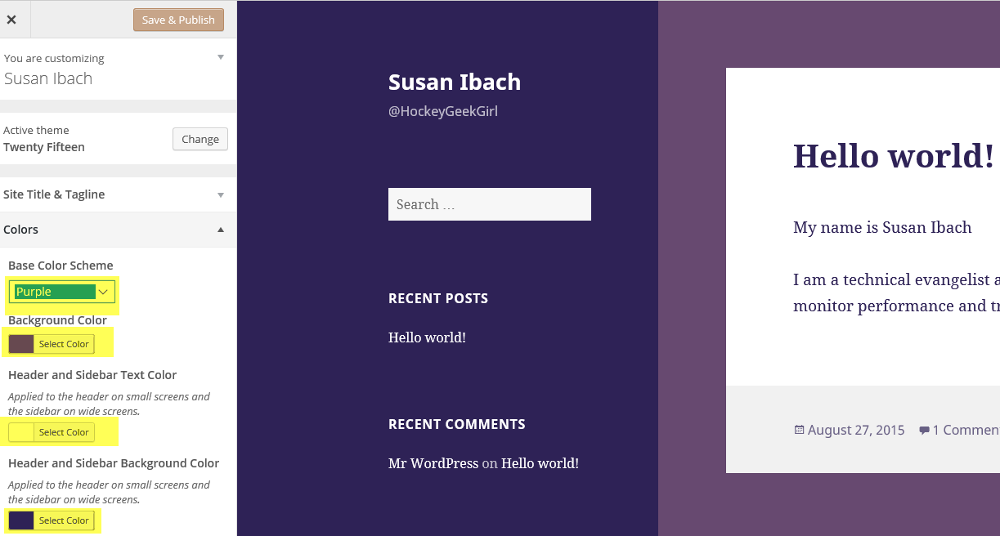 Save & Publish
You are customizing
Susan Ibach
Active theme
Twenty Fifteen
Change
Site Title & Tagline
Colors
Base Color Scheme
Purple
Background Color
Select Color
Header and Sidebar Text Color
Applied to the header on small screens and
the sidebar on wide screens.
Select Color
Header and Sidebar Background Color
Applied to the header on small screens and
the sidebar on wide screens.
Select Color
Susan Ibach
@HockeyGeekGirl
Search …
RECENT POSTS
Hello world!
RECENT COMMENTS
Mr WordPress on Hello world!
Hello world!
My name is Susan Ibach
I am a technical evangelist a
monitor performance and tr
August 27, 2015 1 Commen